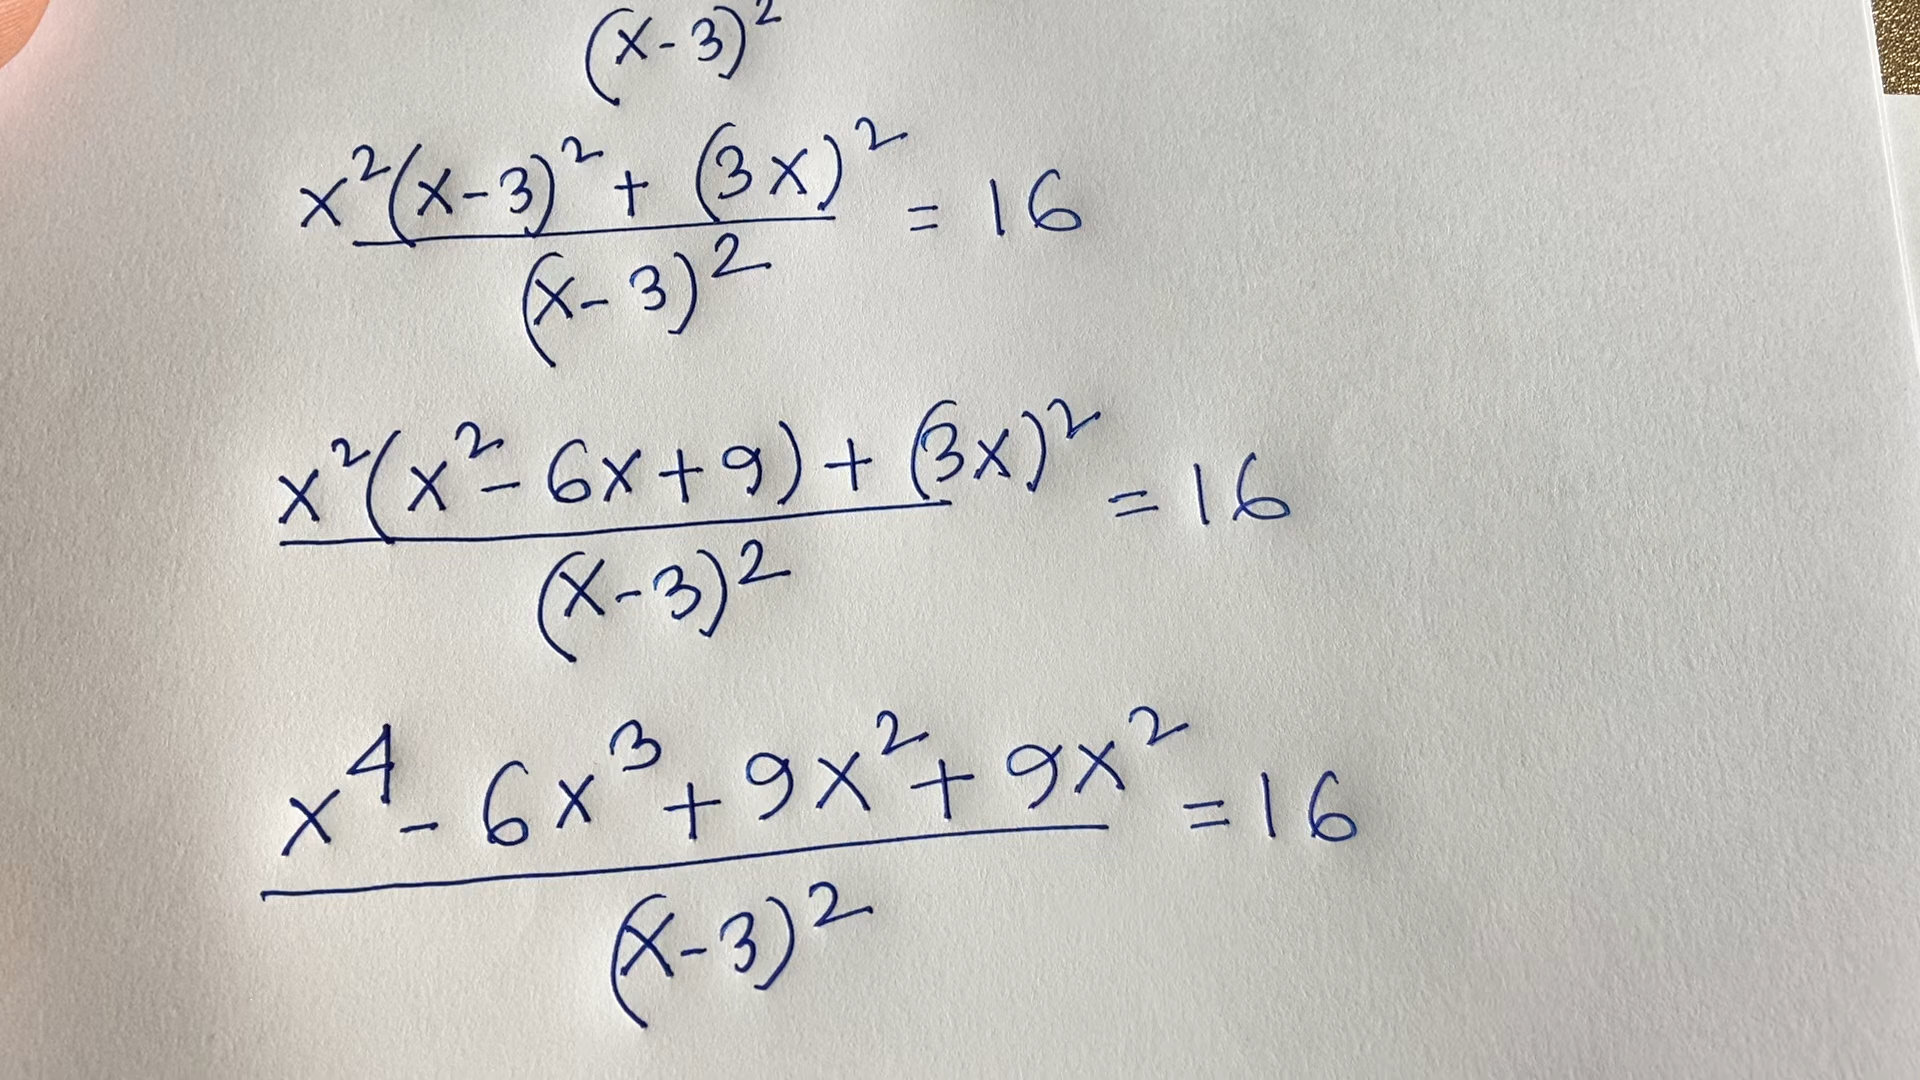 (x-3)²
x²(x-3)² + (3x)² = 16
(x-3)²
x²(x²-6x+9) + (3x)² = 16
(x-3)²
x⁴ - 6x³ + 9x² + 9x² = 16
(x-3)²